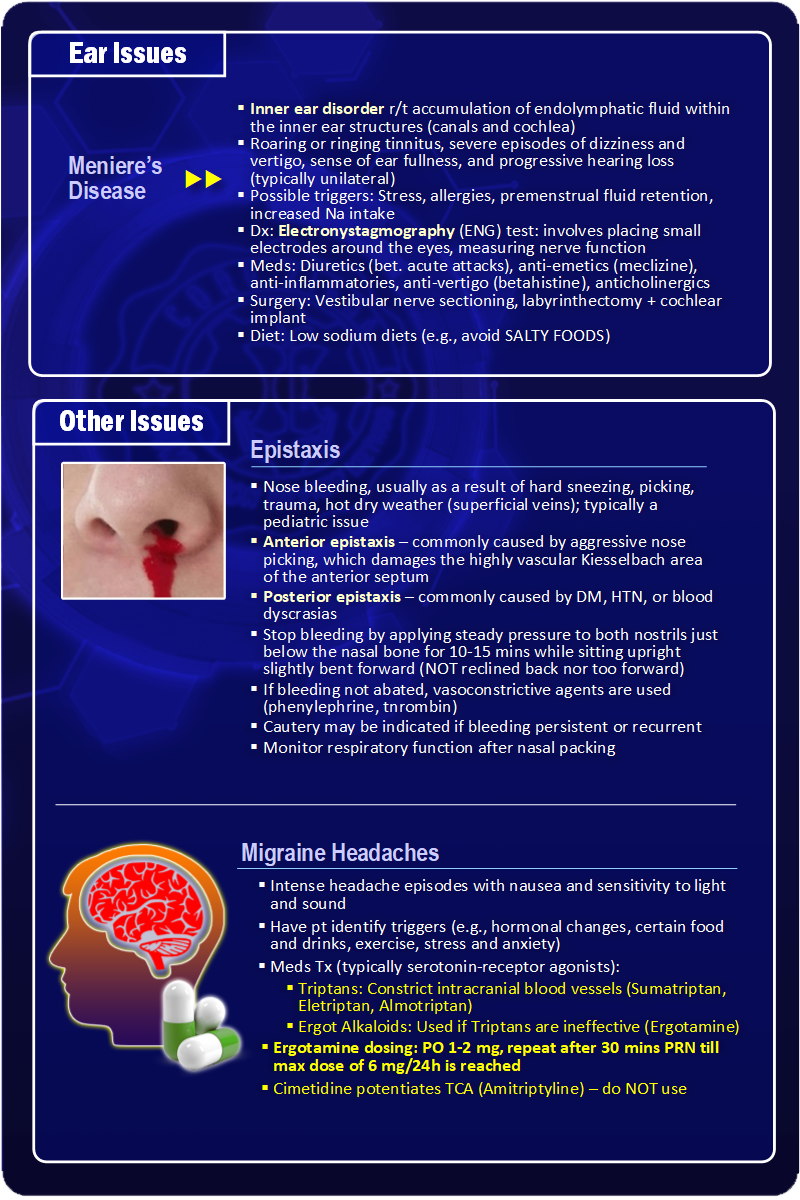 Ear Issues
Meniere's
Disease
▪ Inner ear disorder r/t accumulation of endolymphatic fluid within
the inner ear structures (canals and cochlea)
▪ Roaring or ringing tinnitus, severe episodes of dizziness and
vertigo, sense of ear fullness, and progressive hearing loss
(typically unilateral)
▪ Possible triggers: Stress, allergies, premenstrual fluid retention,
increased Na intake
▪ Dx: Electronystagmography (ENG) test: involves placing small
electrodes around the eyes, measuring nerve function
▪ Meds: Diuretics (bet. acute attacks), anti-emetics (meclizine),
anti-inflammatories, anti-vertigo (betahistine), anticholinergics
▪ Surgery: Vestibular nerve sectioning, labyrinthectomy + cochlear
implant
▪ Diet: Low sodium diets (e.g., avoid SALTY FOODS)
Other Issues
Epistaxis
▪ Nose bleeding, usually as a result of hard sneezing, picking,
trauma, hot dry weather (superficial veins); typically a
pediatric issue
▪ Anterior epistaxis – commonly caused by aggressive nose
picking, which damages the highly vascular Kiesselbach area
of the anterior septum
▪ Posterior epistaxis – commonly caused by DM, HTN, or blood
dyscrasias
▪ Stop bleeding by applying steady pressure to both nostrils just
below the nasal bone for 10-15 mins while sitting upright
slightly bent forward (NOT reclined back nor too forward)
▪ If bleeding not abated, vasoconstrictive agents are used
(phenylephrine, tnrombin)
▪ Cautery may be indicated if bleeding persistent or recurrent
▪ Monitor respiratory function after nasal packing
Migraine Headaches
▪ Intense headache episodes with nausea and sensitivity to light
and sound
▪ Have pt identify triggers (e.g., hormonal changes, certain food
and drinks, exercise, stress and anxiety)
▪ Meds Tx (typically serotonin-receptor agonists):
▪ Triptans: Constrict intracranial blood vessels (Sumatriptan,
Eletriptan, Almotriptan)
▪ Ergot Alkaloids: Used if Triptans are ineffective (Ergotamine)
▪ Ergotamine dosing: PO 1-2 mg, repeat after 30 mins PRN till
max dose of 6 mg/24h is reached
▪ Cimetidine potentiates TCA (Amitriptyline) – do NOT use